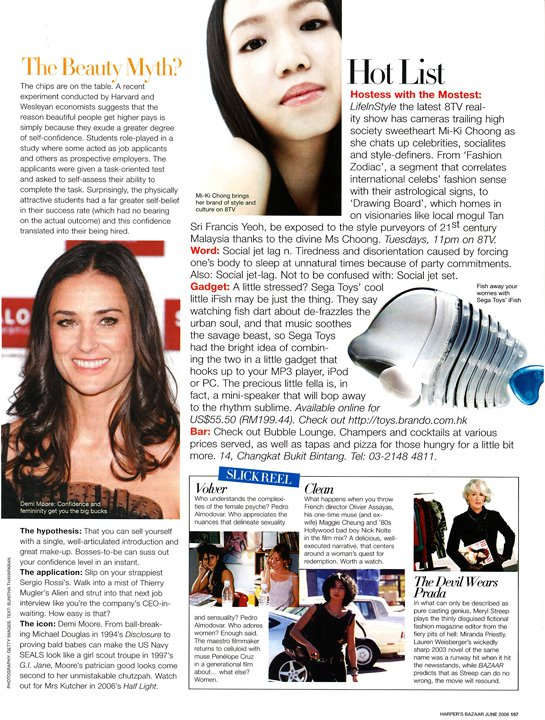 The Beauty Myth?
The chips are on the table. A recent
experiment conducted by Harvard and
Wesleyan economists suggests that the
reason beautiful people get higher pays is
simply because they exude a greater degree
of self-confidence. Students role-played in a
study where some acted as job applicants
and others as prospective employers. The
applicants were given a task-oriented test
and asked to self-assess their ability to
complete the task. Surprisingly, the physically
attractive students had a far greater self-belief
in their success rate (which had no bearing
on the actual outcome) and this confidence
translated into their being hired.
Demi Moore: Confidence and
femininity get you the big bucks
The hypothesis: That you can sell yourself
with a single, well-articulated introduction and
great make-up. Bosses-to-be can suss out
your confidence level in an instant.
The application: Slip on your strappiest
Sergio Rossi's. Walk into a mist of Thierry
Mugler's Alien and strut into that next job
interview like you're the company's CEO-in-
waiting. How easy is that?
The icon: Demi Moore. From ball-break-
ing Michael Douglas in 1994's Disclosure to
proving bald babes can make the US Navy
SEALS look like a girl scout troupe in 1997's
G.I. Jane, Moore's patrician good looks come
second to her unmistakable chutzpah. Watch
out for Mrs Kutcher in 2006's Half Light.
Mi-Ki Chong brings
her brand of style and
culture on 8TV
Hot List
Hostess with the Mostest:
LifeInStyle the latest 8TV real-
ity show has cameras trailing high
society sweetheart Mi-Ki Choong as
she chats up celebrities, socialites
and style-definers. From 'Fashion
Zodiac', a segment that correlates
international celebs' fashion sense
with their astrological signs, to
'Drawing Board', which homes in
on visionaries like local mogul Tan
Sri Francis Yeoh, be exposed to the style purveyors of 21st century
Malaysia thanks to the divine Ms Choong. Tuesdays, 11pm on 8TV.
Word: Social jet lag n. Tiredness and disorientation caused by forcing
one's body to sleep at unnatural times because of party commitments.
Also: Social jet-lag. Not to be confused with: Social jet set.
Gadget: A little stressed? Sega Toys' cool
little iFish may be just the thing. They say
watching fish dart about de-frazzles the
urban soul, and that music soothes
the savage beast, so Sega Toys
had the bright idea of combin-
ing the two in a little gadget that
hooks up to your MP3 player, iPod
or PC. The precious little fella is, in
fact, a mini-speaker that will bop away
to the rhythm sublime. Available online for
US$55.50 (RM199.44). Check out http://toys.brando.com.hk
Bar: Check out Bubble Lounge. Champers and cocktails at various
prices served, as well as tapas and pizza for those hungry for a little bit
more. 14, Changkat Bukit Bintang. Tel: 03-2148 4811.
Fish away your
worries with
Sega Toys' iFish
SLICK REEL
Volver
Who understands the complexi-
ties of the female psyche? Pedro
Almodovar. Who appreciates the
nuances that delineate sexuality
and sensuality? Pedro
Almodovar. Who adores
women? Enough said.
The maestro filmmaker
returns to celluloid with
muse Penélope Cruz
in a generational film
about… what else?
Women.
Clean
What happens when you throw
French director Olivier Assayas,
his one-time muse (and ex-
wife) Maggie Cheung and '80s
Hollywood bad boy Nick Nolte
in the film mix? A delicious, well-
executed narrative, that centers
around a woman's quest for
redemption. Worth a watch.
The Devil Wears
Prada
In what can only be described as
pure casting genius, Meryl Streep
plays the thinly disguised fictional
fashion magazine editor from the
fiery pits of hell: Miranda Priestly.
Lauren Weisberger's wickedly
sharp 2003 novel of the same
name was a runway hit when it hit
the newsstands, while BAZAAR
predicts that as Streep can do no
wrong, the movie will resound.
HARPER'S BAZAAR JUNE 2006 157